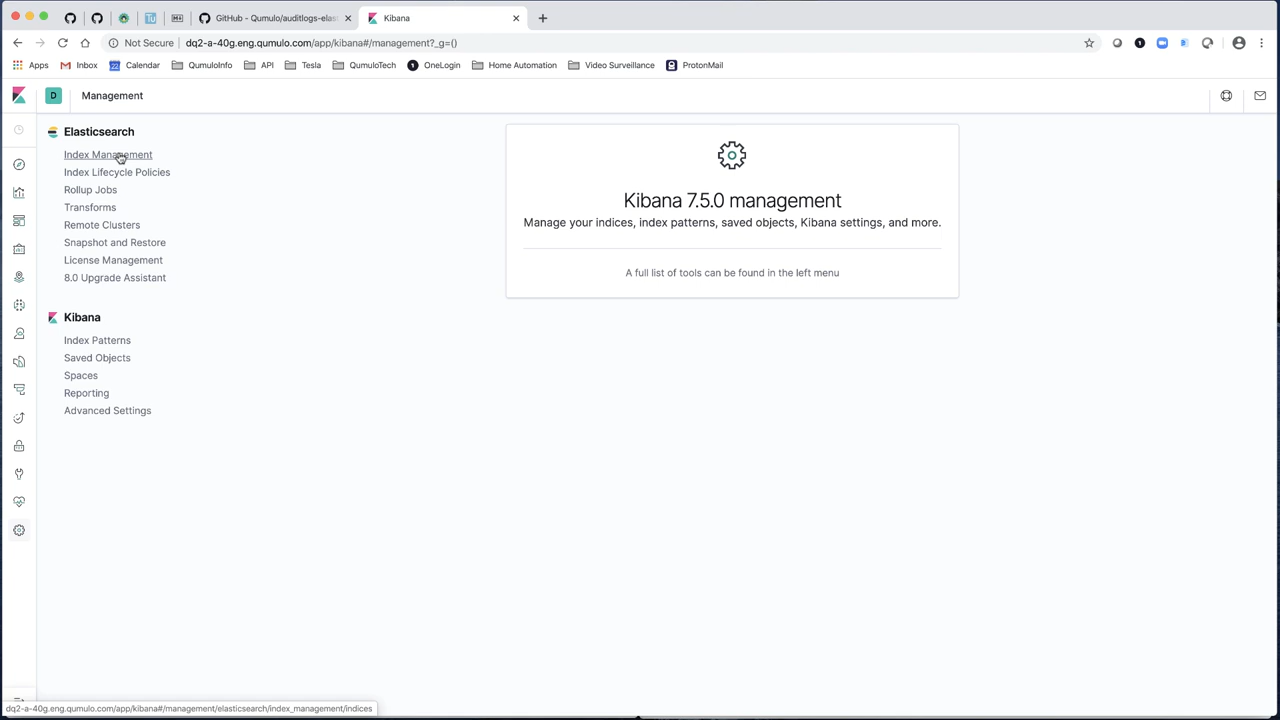 GitHub - Qumulo/auditlogs-elast
Kibana
Not Secure
dq2-a-40g.eng.qumulo.com/app/kibana#/management?_g=()
Apps
Inbox
Calendar
QumuloInfo
API
Tesla
QumuloTech
OneLogin
Home Automation
Video Surveillance
ProtonMail
D
Management
Elasticsearch
Index Management
Index Lifecycle Policies
Rollup Jobs
Transforms
Remote Clusters
Snapshot and Restore
License Management
8.0 Upgrade Assistant
Kibana
Index Patterns
Saved Objects
Spaces
Reporting
Advanced Settings
Kibana 7.5.0 management
Manage your indices, index patterns, saved objects, Kibana settings, and more.
A full list of tools can be found in the left menu
dq2-a-40g.eng.qumulo.com/app/kibana#/management/elasticsearch/index_management/indices